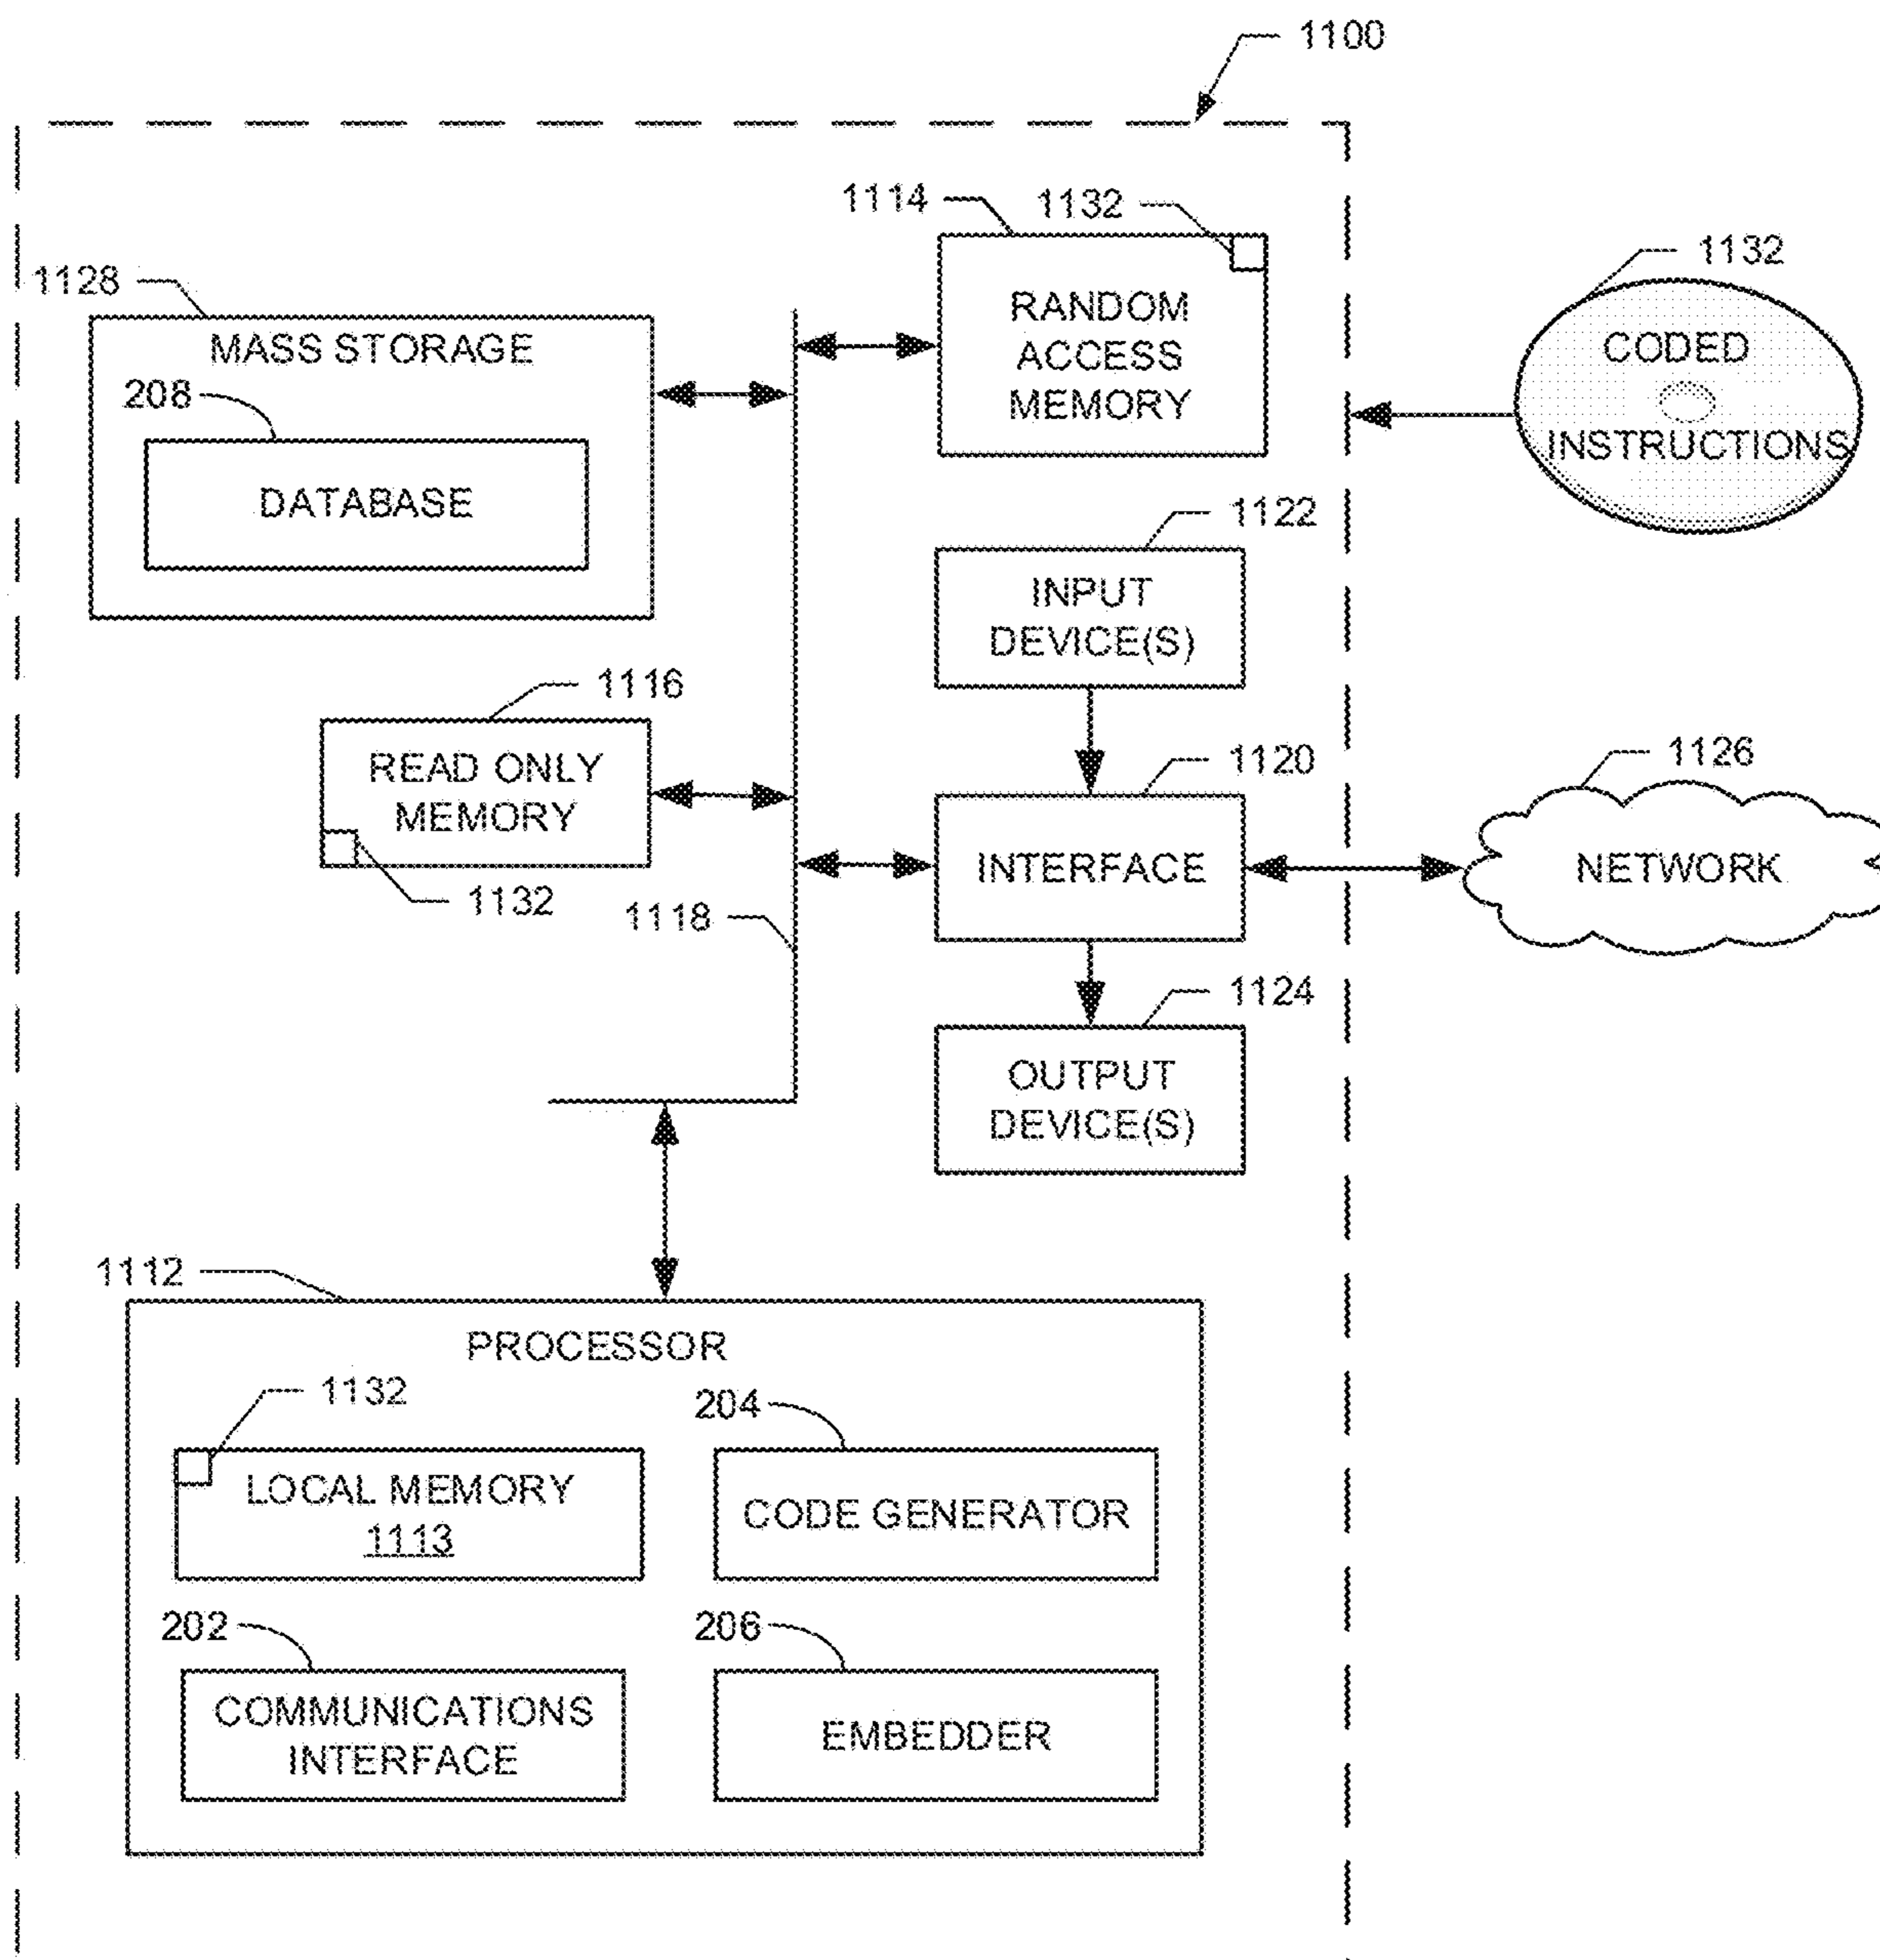 1100
1114
1132
1128
MASS STORAGE
208
DATABASE
RANDOM
ACCESS
MEMORY
1132
CODED
INSTRUCTIONS
1122
INPUT
DEVICE(S)
1116
READ ONLY
MEMORY
1132
1118
1120
INTERFACE
1126
NETWORK
1124
OUTPUT
DEVICE(S)
1112
PROCESSOR
1132
LOCAL MEMORY
1113
204
CODE GENERATOR
202
COMMUNICATIONS
INTERFACE
206
EMBEDDER